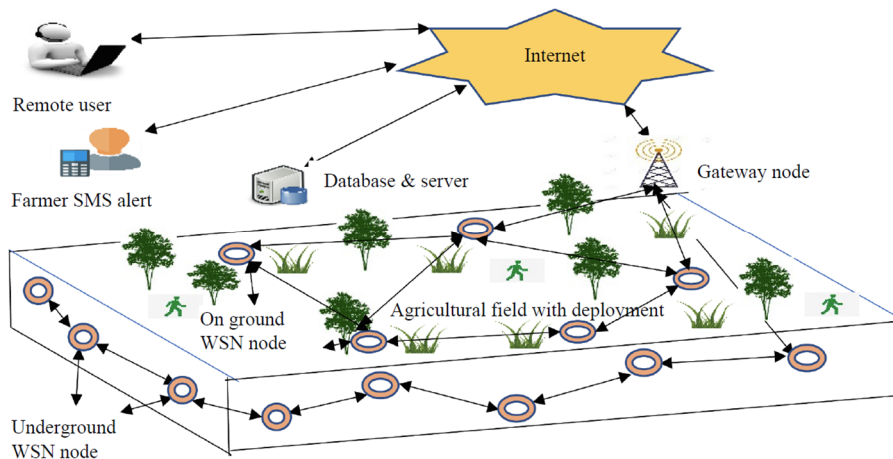 Internet
Remote user
Gateway node
Database & server
Farmer SMS alert
Agricultural field with deployment
On ground
WSN node
Underground
WSN node